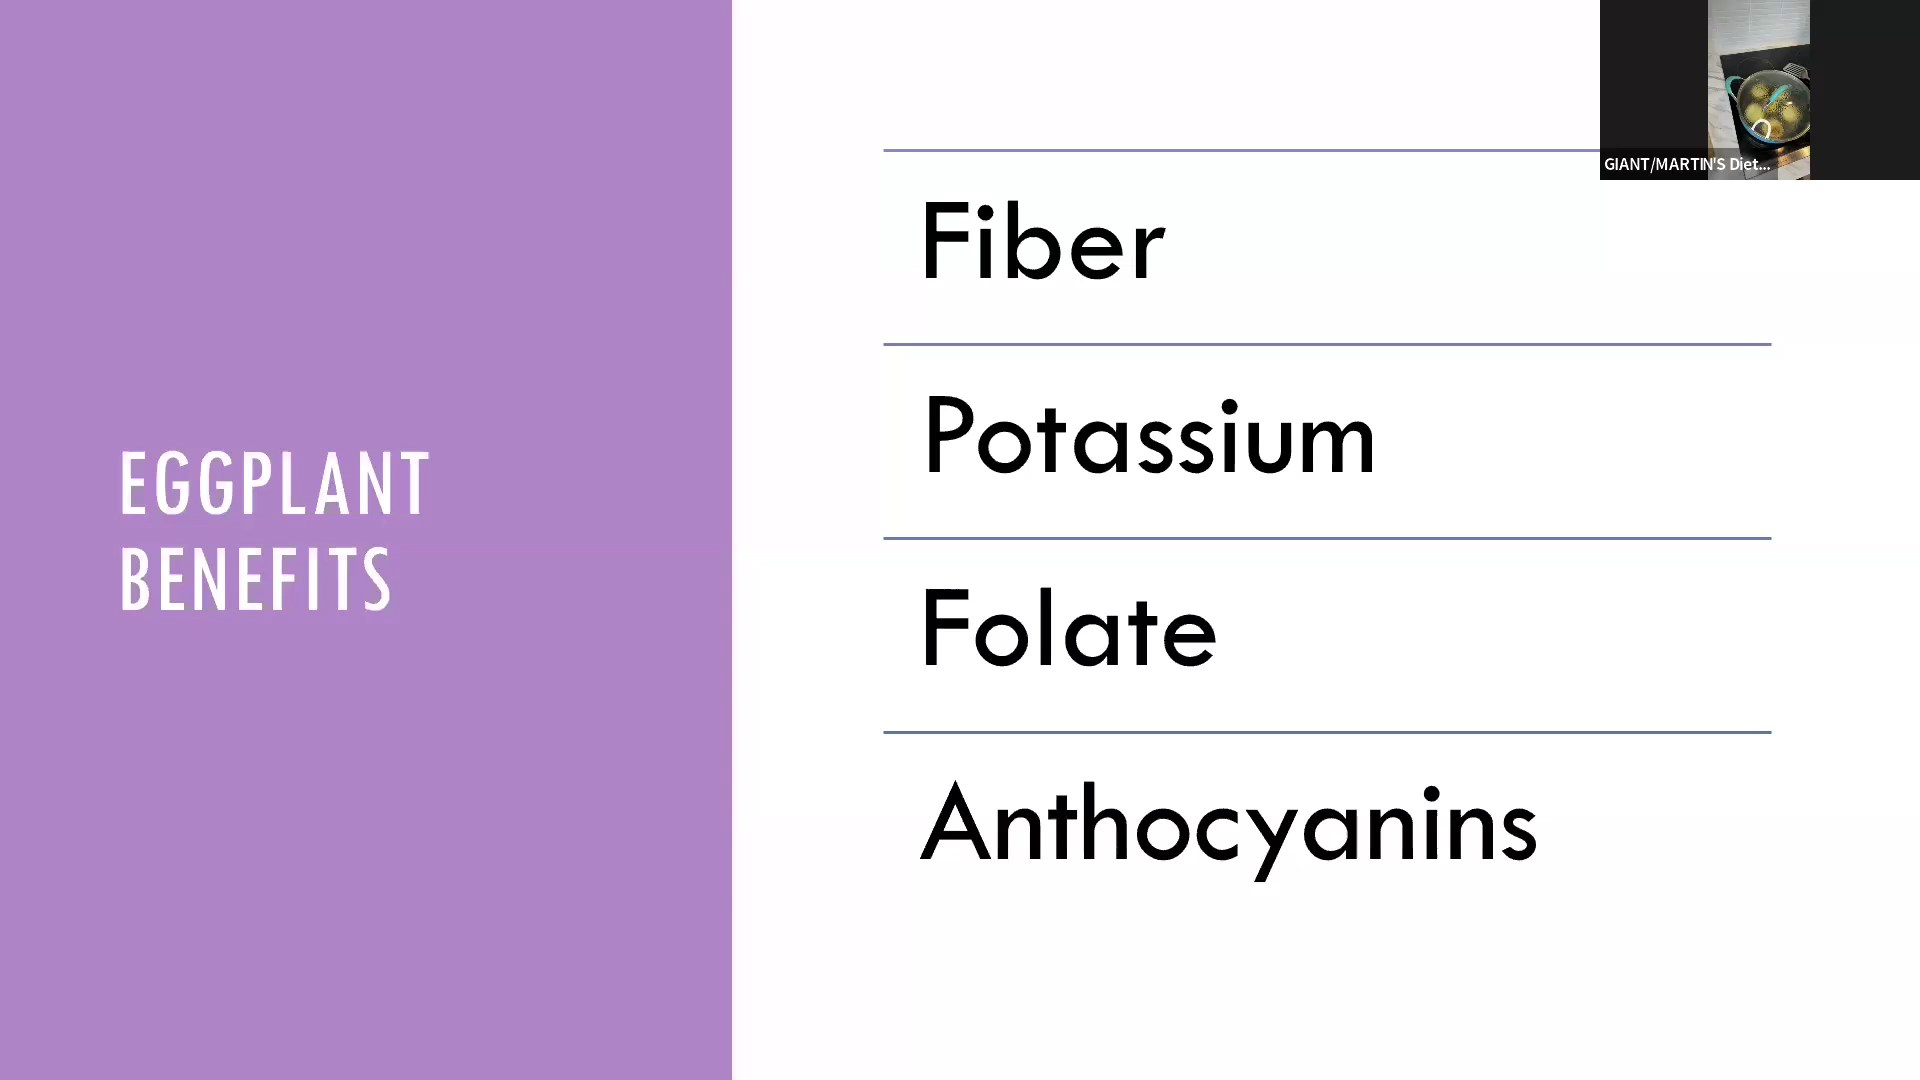 EGGPLANT
BENEFITS
Fiber
Potassium
Folate
Anthocyanins
GIANT/MARTIN'S Diet...